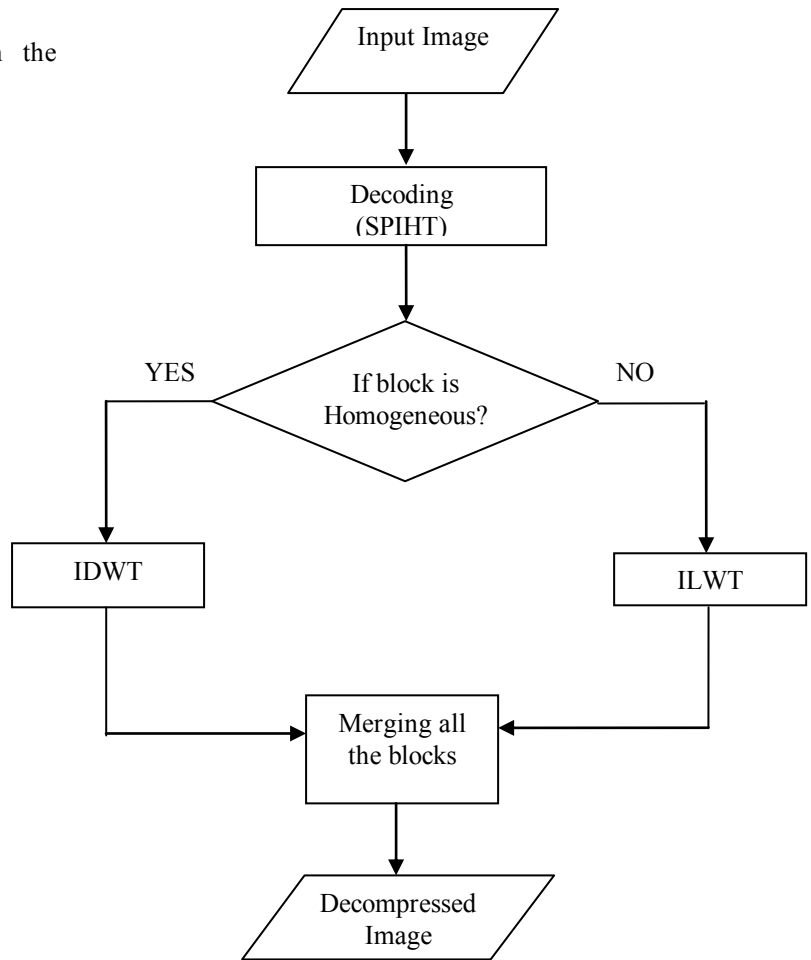 the
Input Image
Decoding
(SPIHT)
YES
If block is
Homogeneous?
NO
IDWT
ILWT
Merging all
the blocks
Decompressed
Image